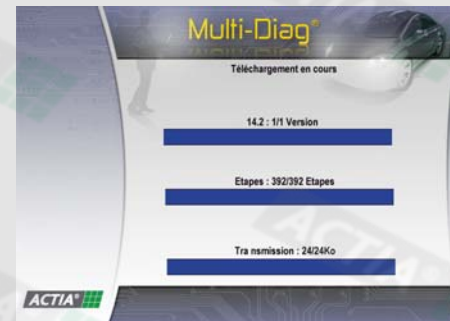 Multi-Diag®
Téléchargement en cours
14.2 : 1/1 Version
Etapes : 392/392 Etapes
Tra nsmission : 24/24Ko
ACTIA®